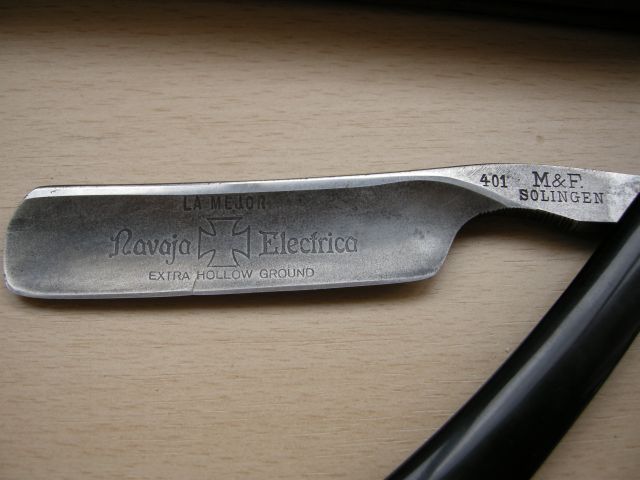 LA MEJOR
Navaja Electrica
EXTRA HOLLOW GROUND
401 M&F.
SOLINGEN